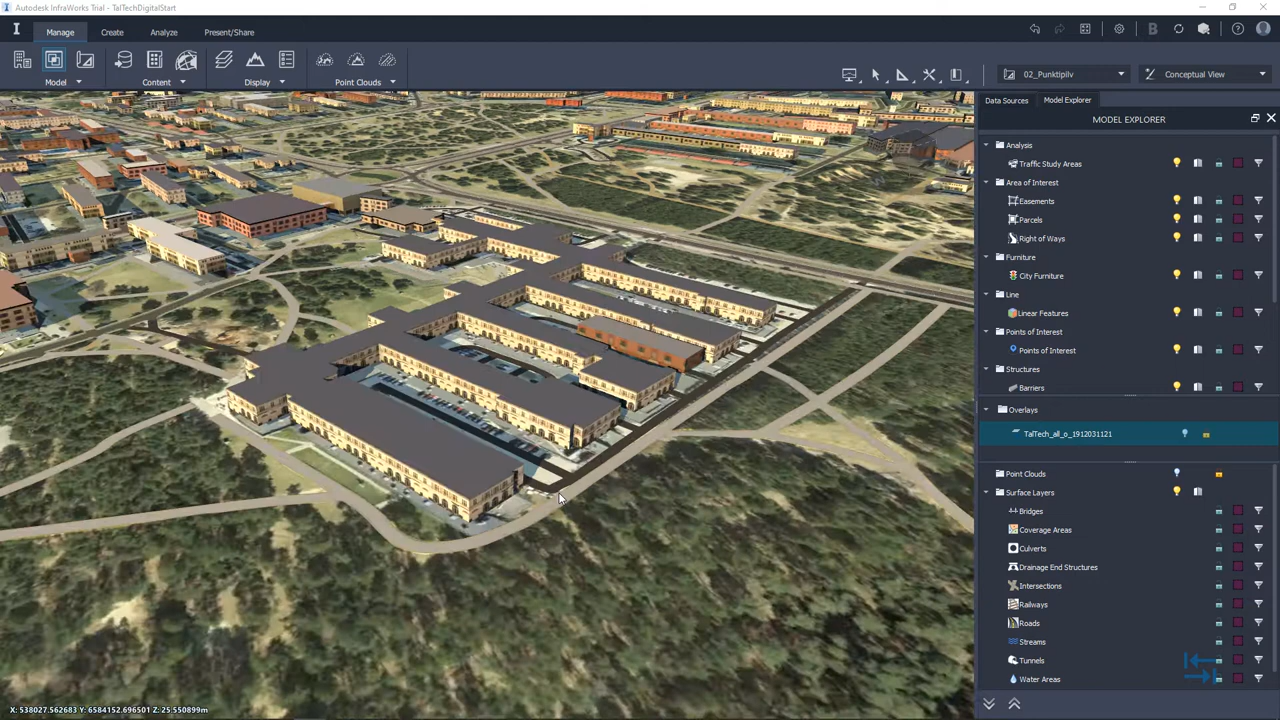 Autodesk InfraWorks Trial - TalTechDigitalStart
Manage Create Analyze Present/Share
Model Content Display Point Clouds
02_Punktipilv Conceptual View
Data Sources Model Explorer
MODEL EXPLORER
Analysis
Traffic Study Areas
Area of Interest
Easements
Parcels
Right of Ways
Furniture
City Furniture
Line
Linear Features
Points of Interest
Points of Interest
Structures
Barriers
Overlays
TalTech_all_o_1912031121
Point Clouds
Surface Layers
Bridges
Coverage Areas
Culverts
Drainage End Structures
Intersections
Railways
Roads
Streams
Tunnels
Water Areas
X: 538027.562683 Y: 6584152.696501 Z: 25.550899m